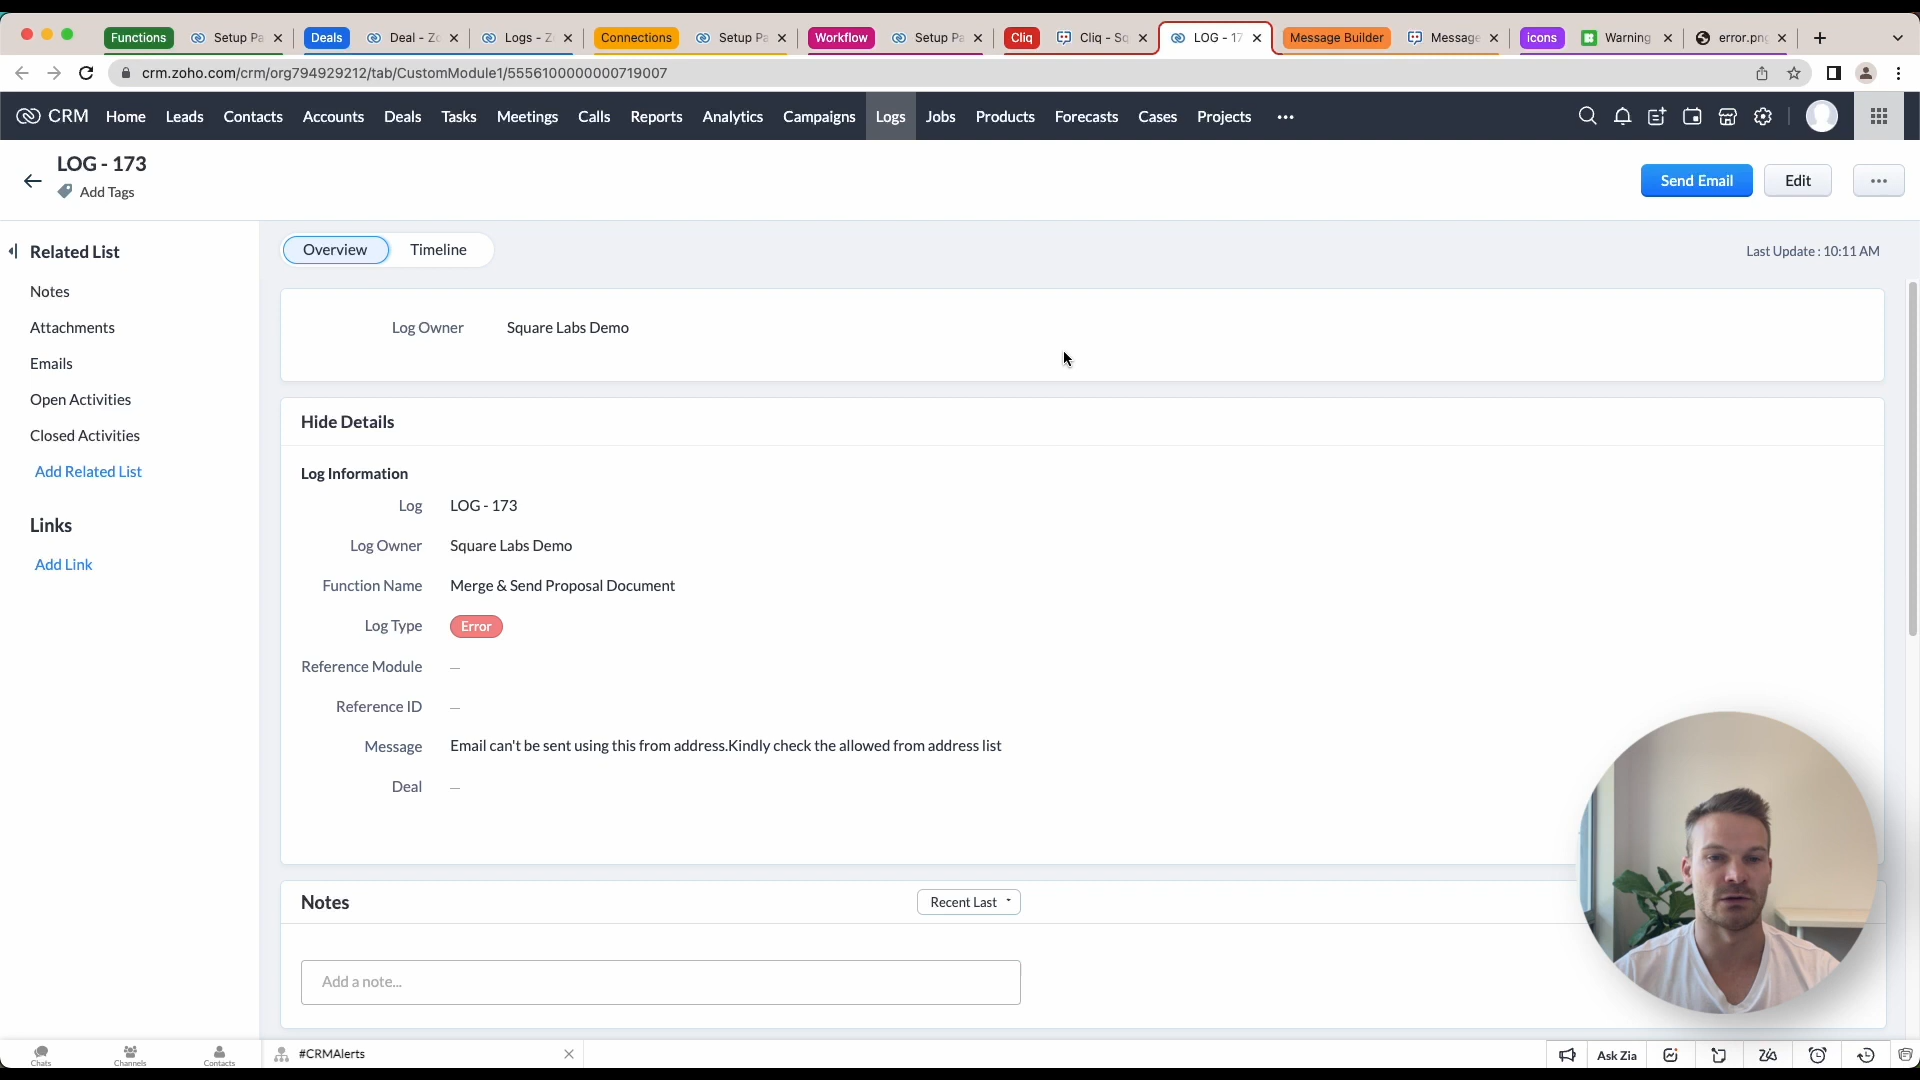 Functions
Setup Pa
Deals
Deal - Zo
Logs - Z
Connections
Setup Pa
Workflow
Setup Pa
Cliq
Cliq - Sq
LOG - 17
Message Builder
Message
icons
Warning
error.pn
crm.zoho.com/crm/org794929212/tab/CustomModule1/5556100000000719007
CRM
Home
Leads
Contacts
Accounts
Deals
Tasks
Meetings
Calls
Reports
Analytics
Campaigns
Logs
Jobs
Products
Forecasts
Cases
Projects
LOG - 173
Add Tags
Send Email
Edit
Related List
Notes
Attachments
Emails
Open Activities
Closed Activities
Add Related List
Links
Add Link
Overview
Timeline
Last Update : 10:11 AM
Log Owner Square Labs Demo
Hide Details
Log Information
Log LOG - 173
Log Owner Square Labs Demo
Function Name Merge & Send Proposal Document
Log Type Error
Reference Module —
Reference ID —
Message Email can't be sent using this from address.Kindly check the allowed from address list
Deal —
Notes
Recent Last
Add a note...
Chats
Channels
Contacts
#CRMAlerts
Ask Zia